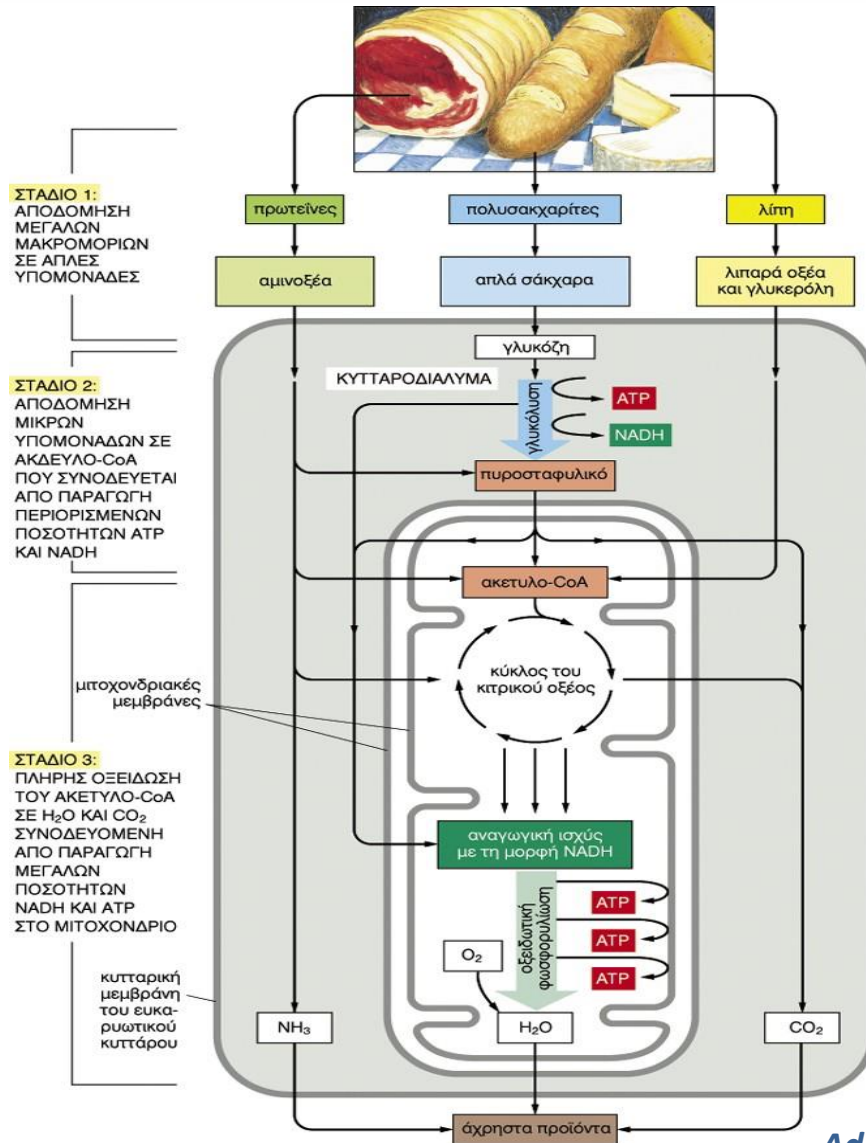 ΣΤΑΔΙΟ 1:
ΑΠΟΔΟΜΗΣΗ
ΜΕΓΑΛΩΝ
ΜΑΚΡΟΜΟΡΙΩΝ
ΣΕ ΑΠΛΕΣ
ΥΠΟΜΟΝΑΔΕΣ
πρωτεΐνες
πολυσακχαρίτες
λίπη
αμινοξέα
απλά σάκχαρα
λιπαρά οξέα
και γλυκερόλη
γλυκόζη
ΚΥΤΤΑΡΟΔΙΑΛΥΜΑ
ΣΤΑΔΙΟ 2:
ΑΠΟΔΟΜΗΣΗ
ΜΙΚΡΩΝ
ΥΠΟΜΟΝΑΔΩΝ ΣΕ
ΑΚΔΕΥΛΟ-CoA
ΠΟΥ ΣΥΝΟΔΕΥΕΤΑΙ
ΑΠΟ ΠΑΡΑΓΩΓΗ
ΠΕΡΙΟΡΙΣΜΕΝΩΝ
ΠΟΣΟΤΗΤΩΝ ATP
ΚΑΙ NADH
γλυκόλυση
ATP
NADH
πυροσταφυλικό
ακετυλο-CoA
κύκλος του
κιτρικού οξέος
μιτοχονδριακές
μεμβράνες
ΣΤΑΔΙΟ 3:
ΠΛΗΡΗΣ ΟΞΕΙΔΩΣΗ
ΤΟΥ ΑΚΕΤΥΛΟ-CoA
ΣΕ H₂O ΚΑΙ CO₂
ΣΥΝΟΔΕΥΟΜΕΝΗ
ΑΠΟ ΠΑΡΑΓΩΓΗ
ΜΕΓΑΛΩΝ
ΠΟΣΟΤΗΤΩΝ
NADH ΚΑΙ ATP
ΣΤΟ ΜΙΤΟΧΟΝΔΡΙΟ
αναγωγική ισχύς
με τη μορφή NADH
οξειδωτική
φωσφορυλίωση
ATP
ATP
ATP
O₂
κυτταρική
μεμβράνη
του ευκα-
ρυωτικού
κυττάρου
NH₃
H₂O
CO₂
άχρηστα προϊόντα
Ad